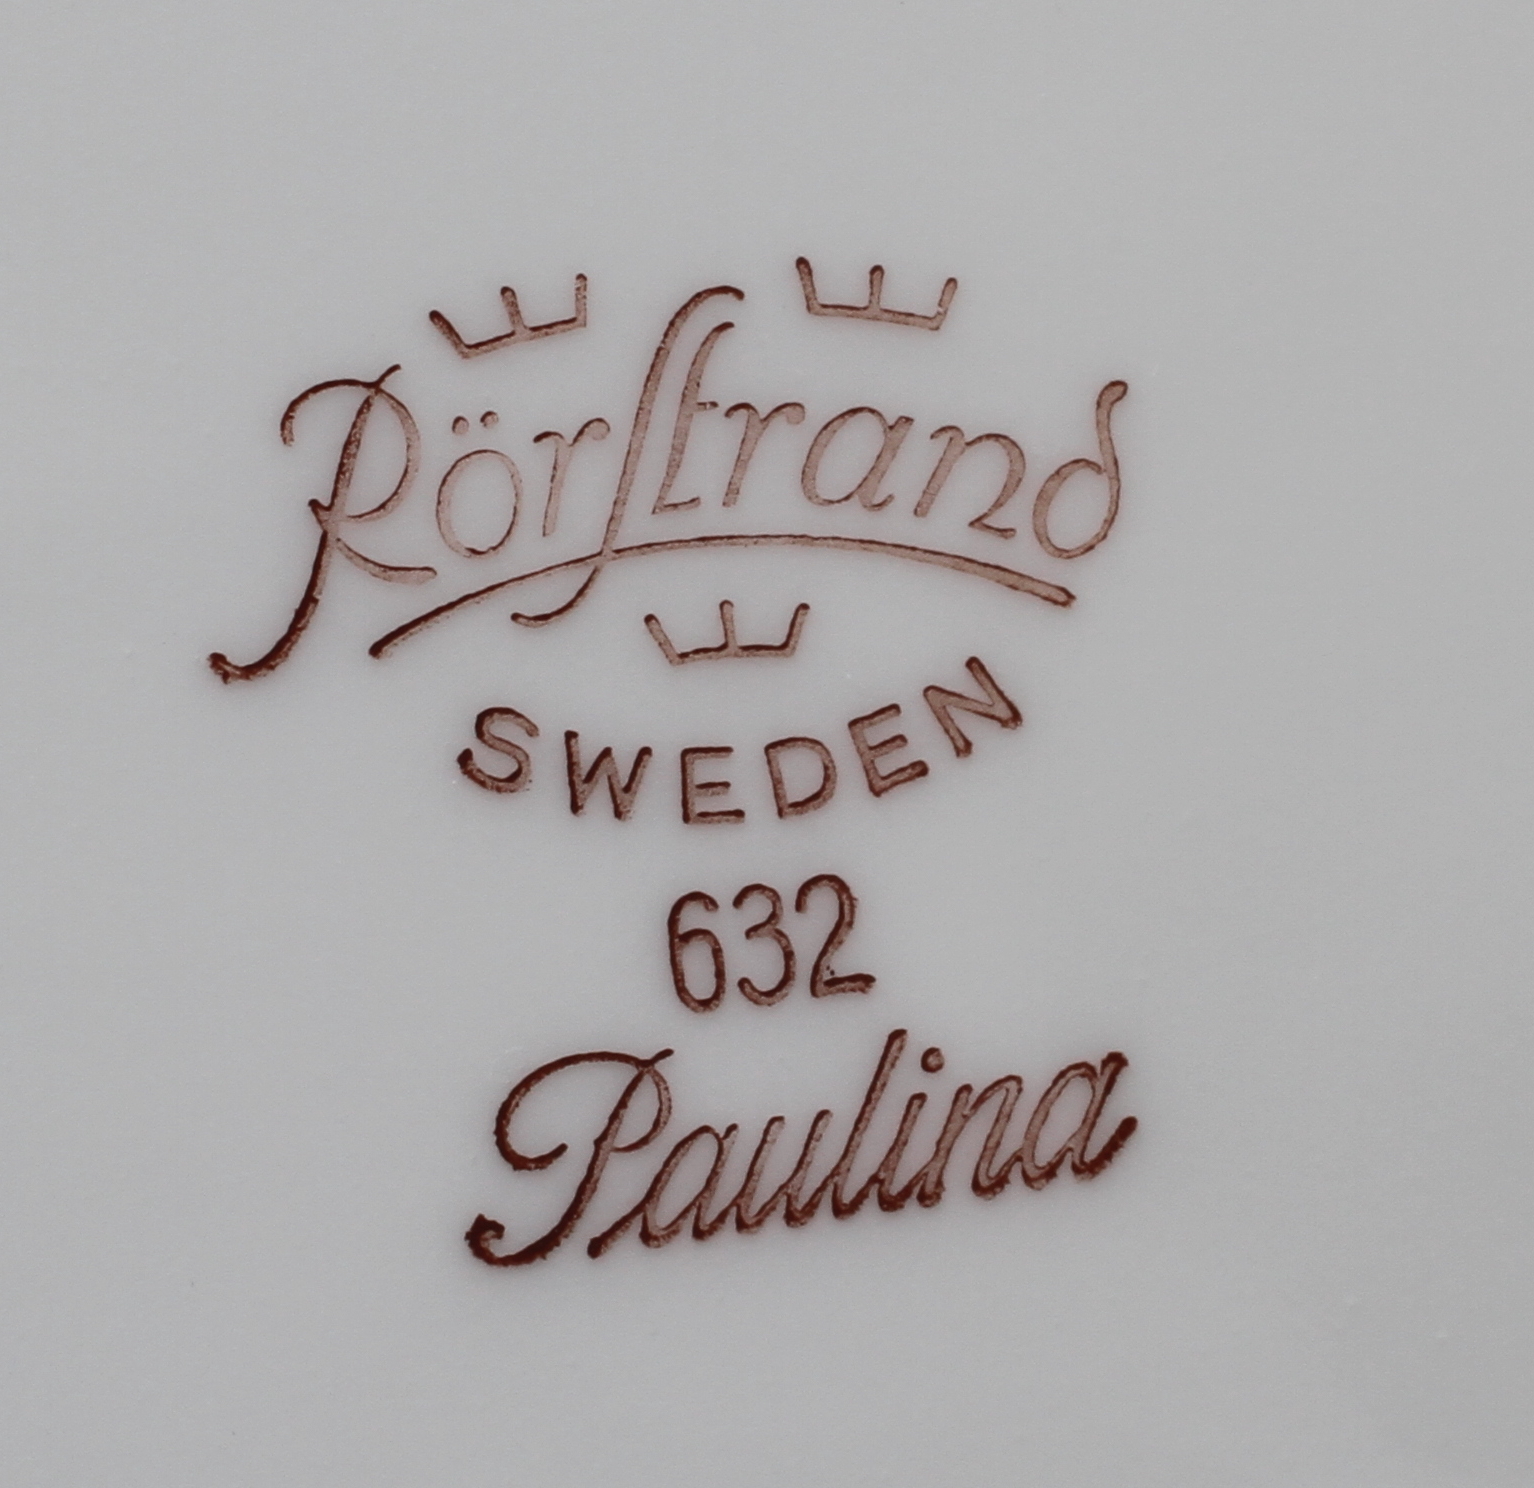 Rörstrand
SWEDEN
632
Paulina